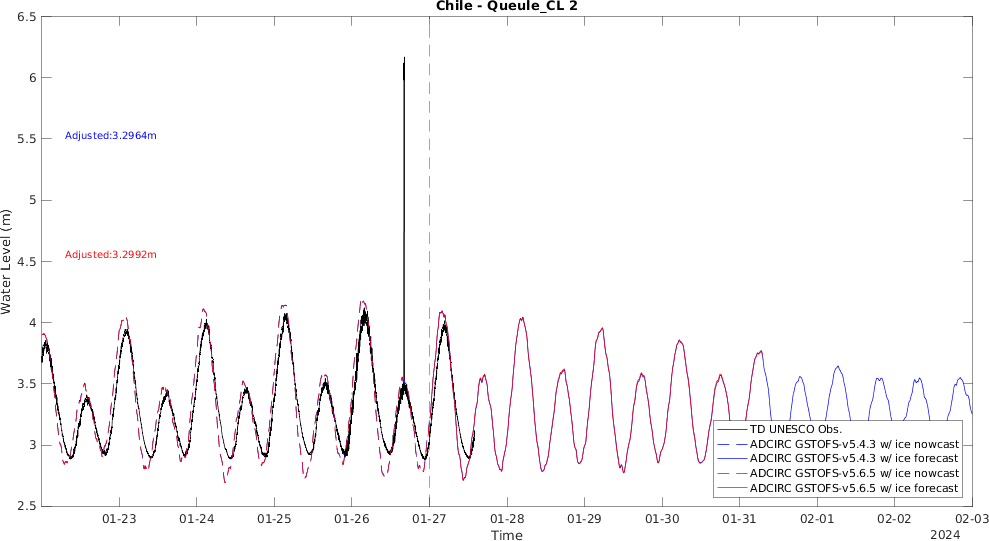 Chile - Queule_CL 2
6.5
6
5.5
5
4.5
4
3.5
3
2.5
Water Level (m)
Adjusted:3.2964m
Adjusted:3.2992m
TD UNESCO Obs.
ADCIRC GSTOFS-v5.4.3 w/ ice nowcast
ADCIRC GSTOFS-v5.4.3 w/ ice forecast
ADCIRC GSTOFS-v5.6.5 w/ ice nowcast
ADCIRC GSTOFS-v5.6.5 w/ ice forecast
01-23 01-24 01-25 01-26 01-27 01-28 01-29 01-30 01-31 02-01 02-02 02-03
Time
2024